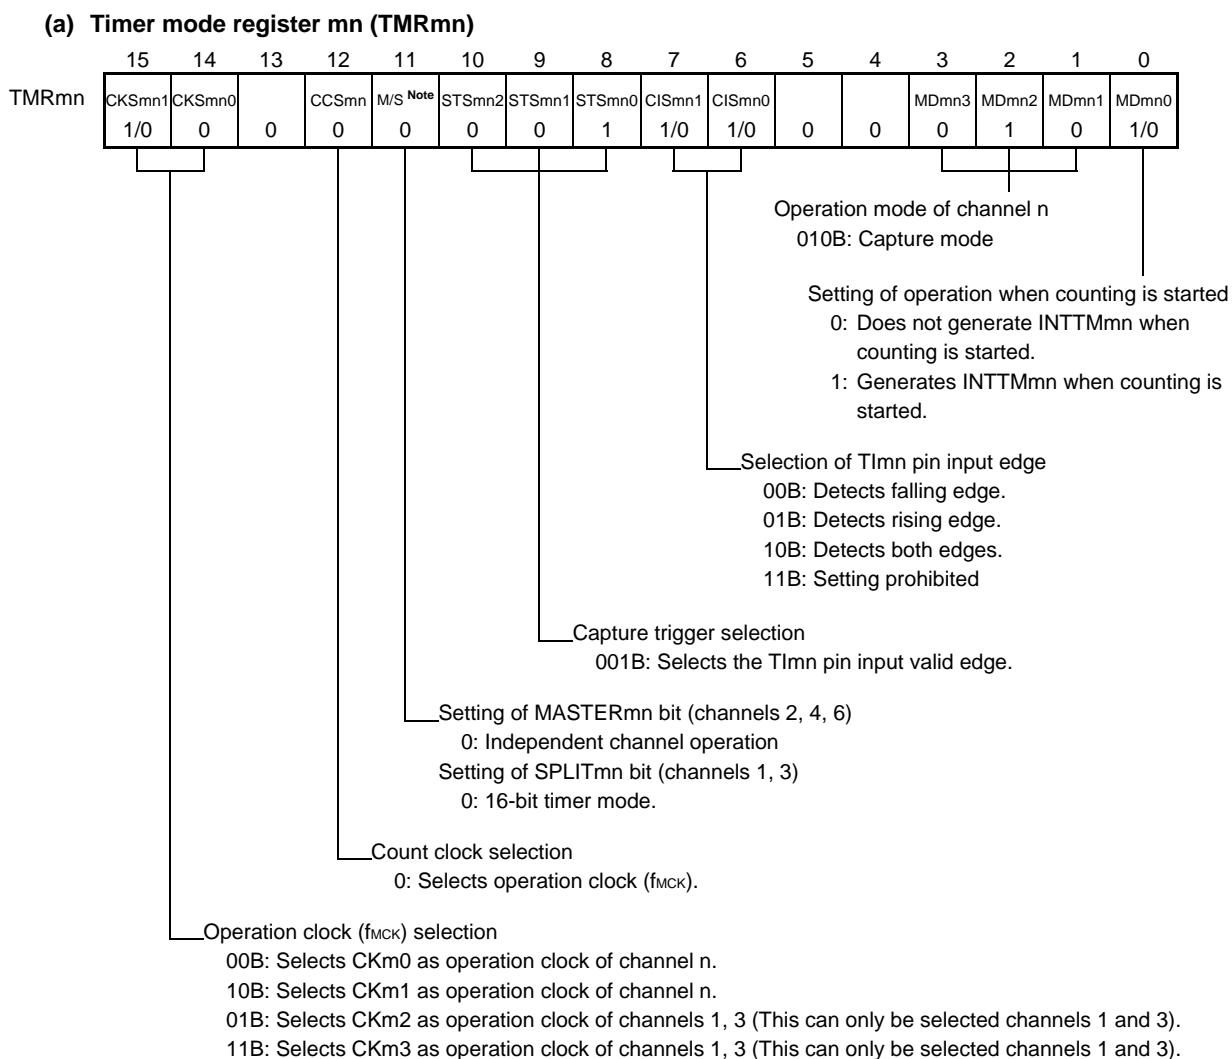 (a) Timer mode register mn (TMRmn)
15 14 13 12 11 10 9 8 7 6 5 4 3 2 1 0
TMRmn CKSmn1 CKSmn0 CCSmn M/S Note STSmn2 STSmn1 STSmn0 CISmn1 CISmn0 MDmn3 MDmn2 MDmn1 MDmn0
1/0 0 0 0 0 0 0 1 1/0 1/0 0 0 0 1 0 1/0
Operation mode of channel n
010B: Capture mode
Setting of operation when counting is started
0: Does not generate INTTMmn when
counting is started.
1: Generates INTTMmn when counting is
started.
Selection of TImn pin input edge
00B: Detects falling edge.
01B: Detects rising edge.
10B: Detects both edges.
11B: Setting prohibited
Capture trigger selection
001B: Selects the TImn pin input valid edge.
Setting of MASTERmn bit (channels 2, 4, 6)
0: Independent channel operation
Setting of SPLITmn bit (channels 1, 3)
0: 16-bit timer mode.
Count clock selection
0: Selects operation clock (fMCK).
Operation clock (fMCK) selection
00B: Selects CKm0 as operation clock of channel n.
10B: Selects CKm1 as operation clock of channel n.
01B: Selects CKm2 as operation clock of channels 1, 3 (This can only be selected channels 1 and 3).
11B: Selects CKm3 as operation clock of channels 1, 3 (This can only be selected channels 1 and 3).